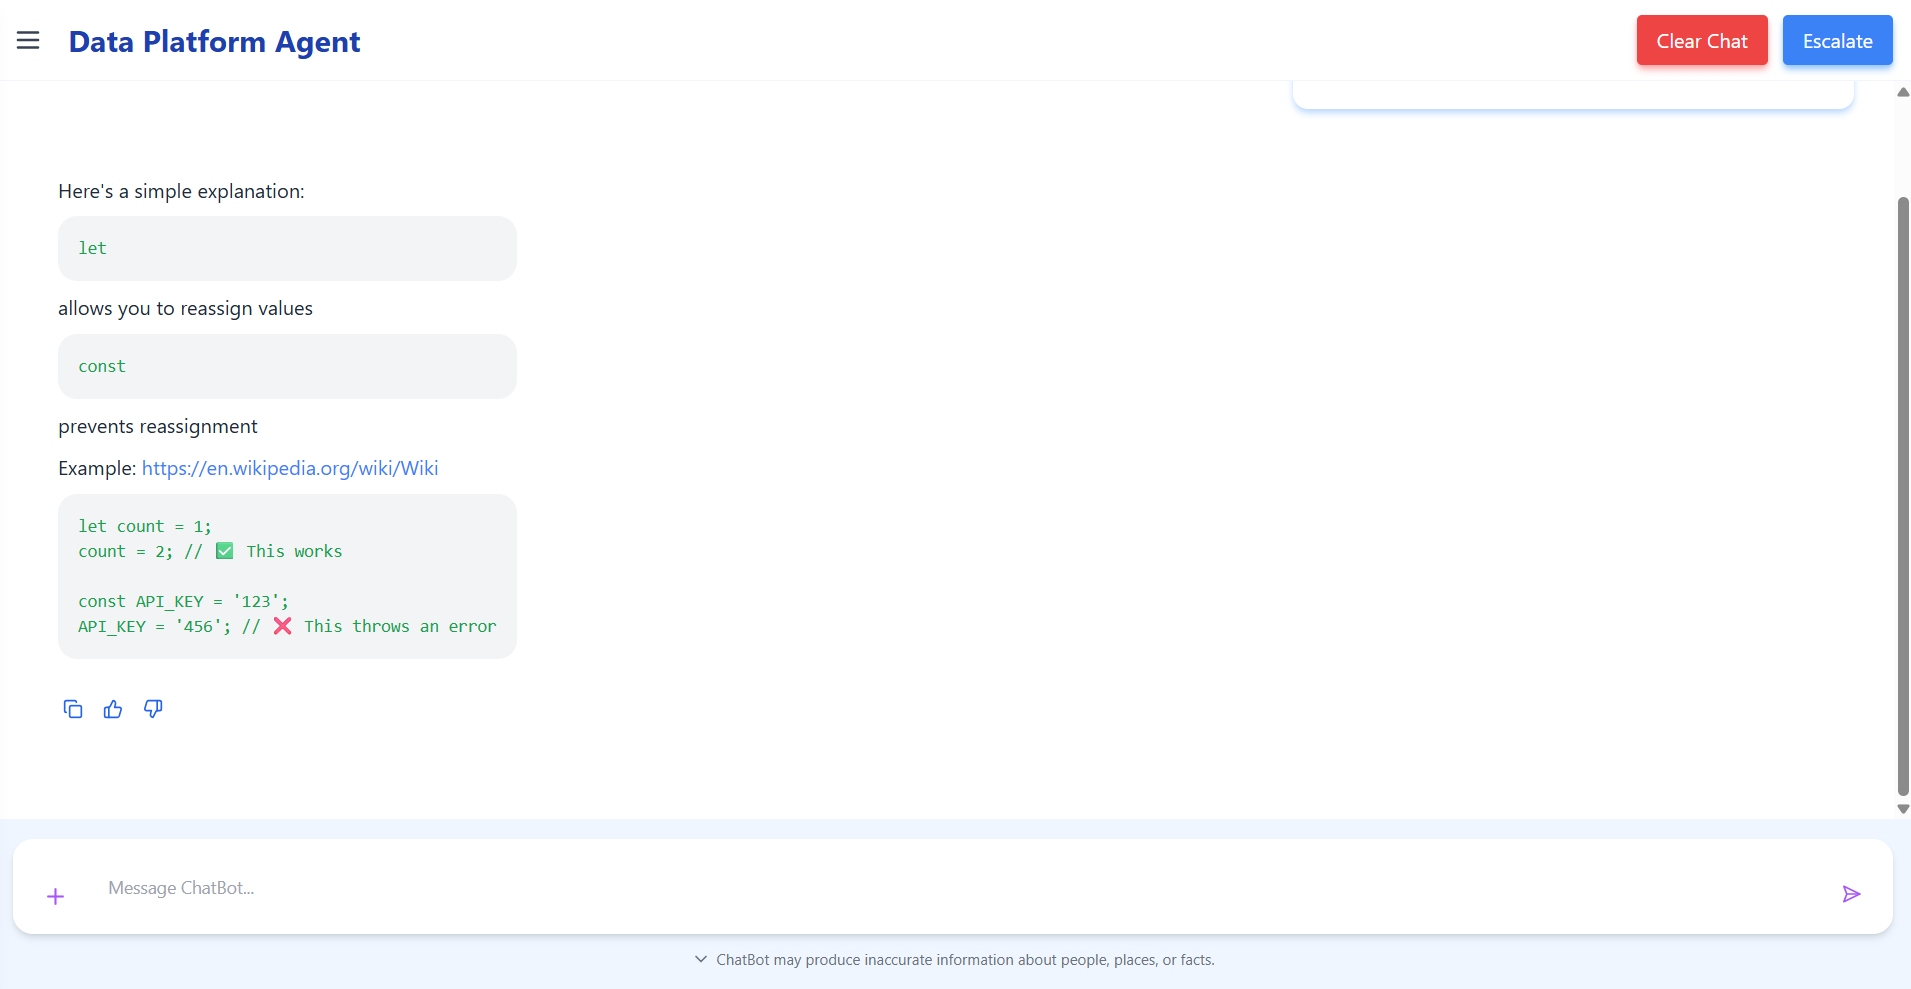 Data Platform Agent
Clear Chat
Escalate
Here's a simple explanation:
let
allows you to reassign values
const
prevents reassignment
Example: https://en.wikipedia.org/wiki/Wiki
let count = 1;
count = 2; // ✅ This works
const API_KEY = '123';
API_KEY = '456'; // ❌ This throws an error
Message ChatBot...
ChatBot may produce inaccurate information about people, places, or facts.